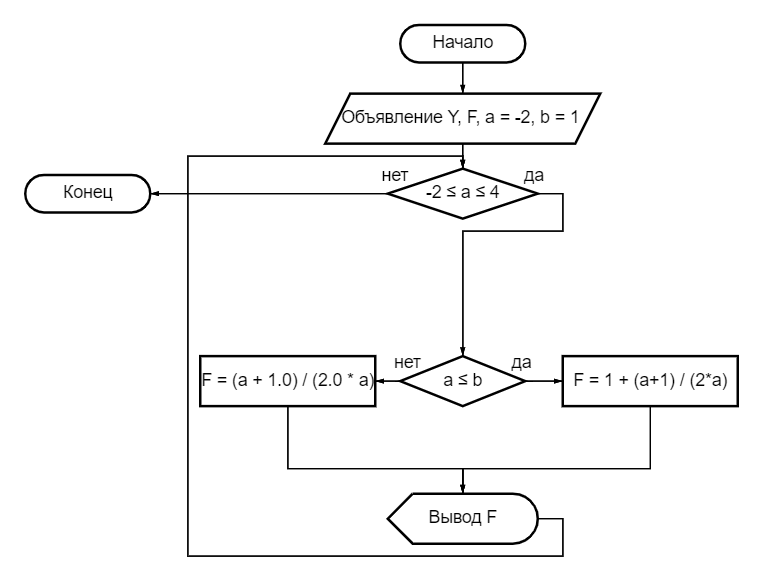 Начало
Объявление Y, F, a = -2, b = 1
нет
да
Конец
-2 ≤ a ≤ 4
нет
да
F = (a + 1.0) / (2.0 * a)
a ≤ b
F = 1 + (a+1) / (2*a)
Вывод F